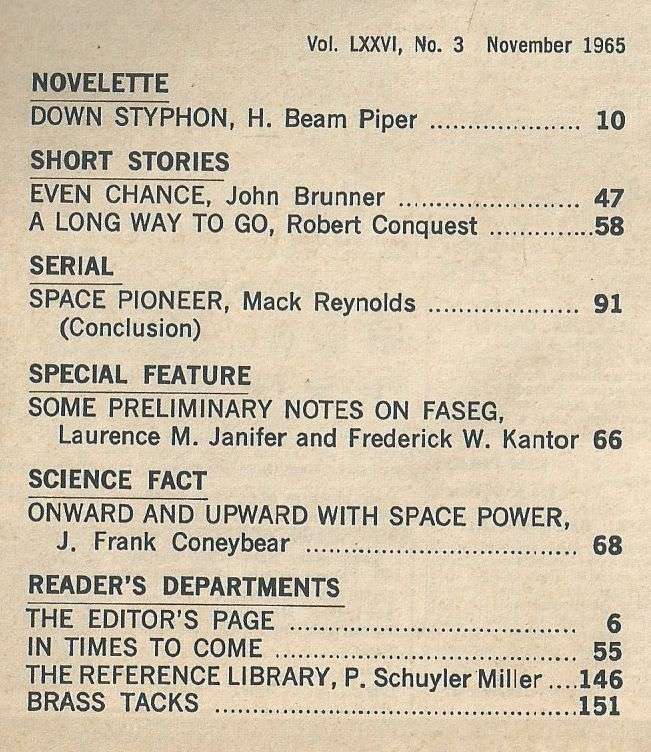 Vol. LXXVI, No. 3 November 1965
NOVELETTE
DOWN STYPHON, H. Beam Piper .................... 10
SHORT STORIES
EVEN CHANCE, John Brunner ........................ 47
A LONG WAY TO GO, Robert Conquest .............58
SERIAL
SPACE PIONEER, Mack Reynolds .................... 91
(Conclusion)
SPECIAL FEATURE
SOME PRELIMINARY NOTES ON FASEG,
Laurence M. Janifer and Frederick W. Kantor 66
SCIENCE FACT
ONWARD AND UPWARD WITH SPACE POWER,
J. Frank Coneybear .................................... 68
READER'S DEPARTMENTS
THE EDITOR'S PAGE ...................................... 6
IN TIMES TO COME ........................................ 55
THE REFERENCE LIBRARY, P. Schuyler Miller ....146
BRASS TACKS ................................................151